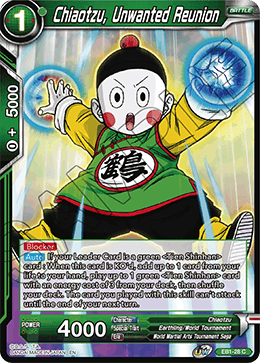 1
Chiaotzu, Unwanted Reunion
BATTLE
0 + 5000
鶴
Blocker
Auto If your Leader Card is a green <Tien Shinhan>
card : When this card is KO'd, add up to 1 card from your
life to your hand, play up to 1 green <Tien Shinhan> card
with an energy cost of 3 from your deck, then shuffle
your deck. The card you played with this skill can't attack
until the end of your next turn.
POWER
4000
Character
Chiaotzu
Special Trait
Earthling/World Tournament
Era
World Martial Arts Tournament Saga
EB1-28 C